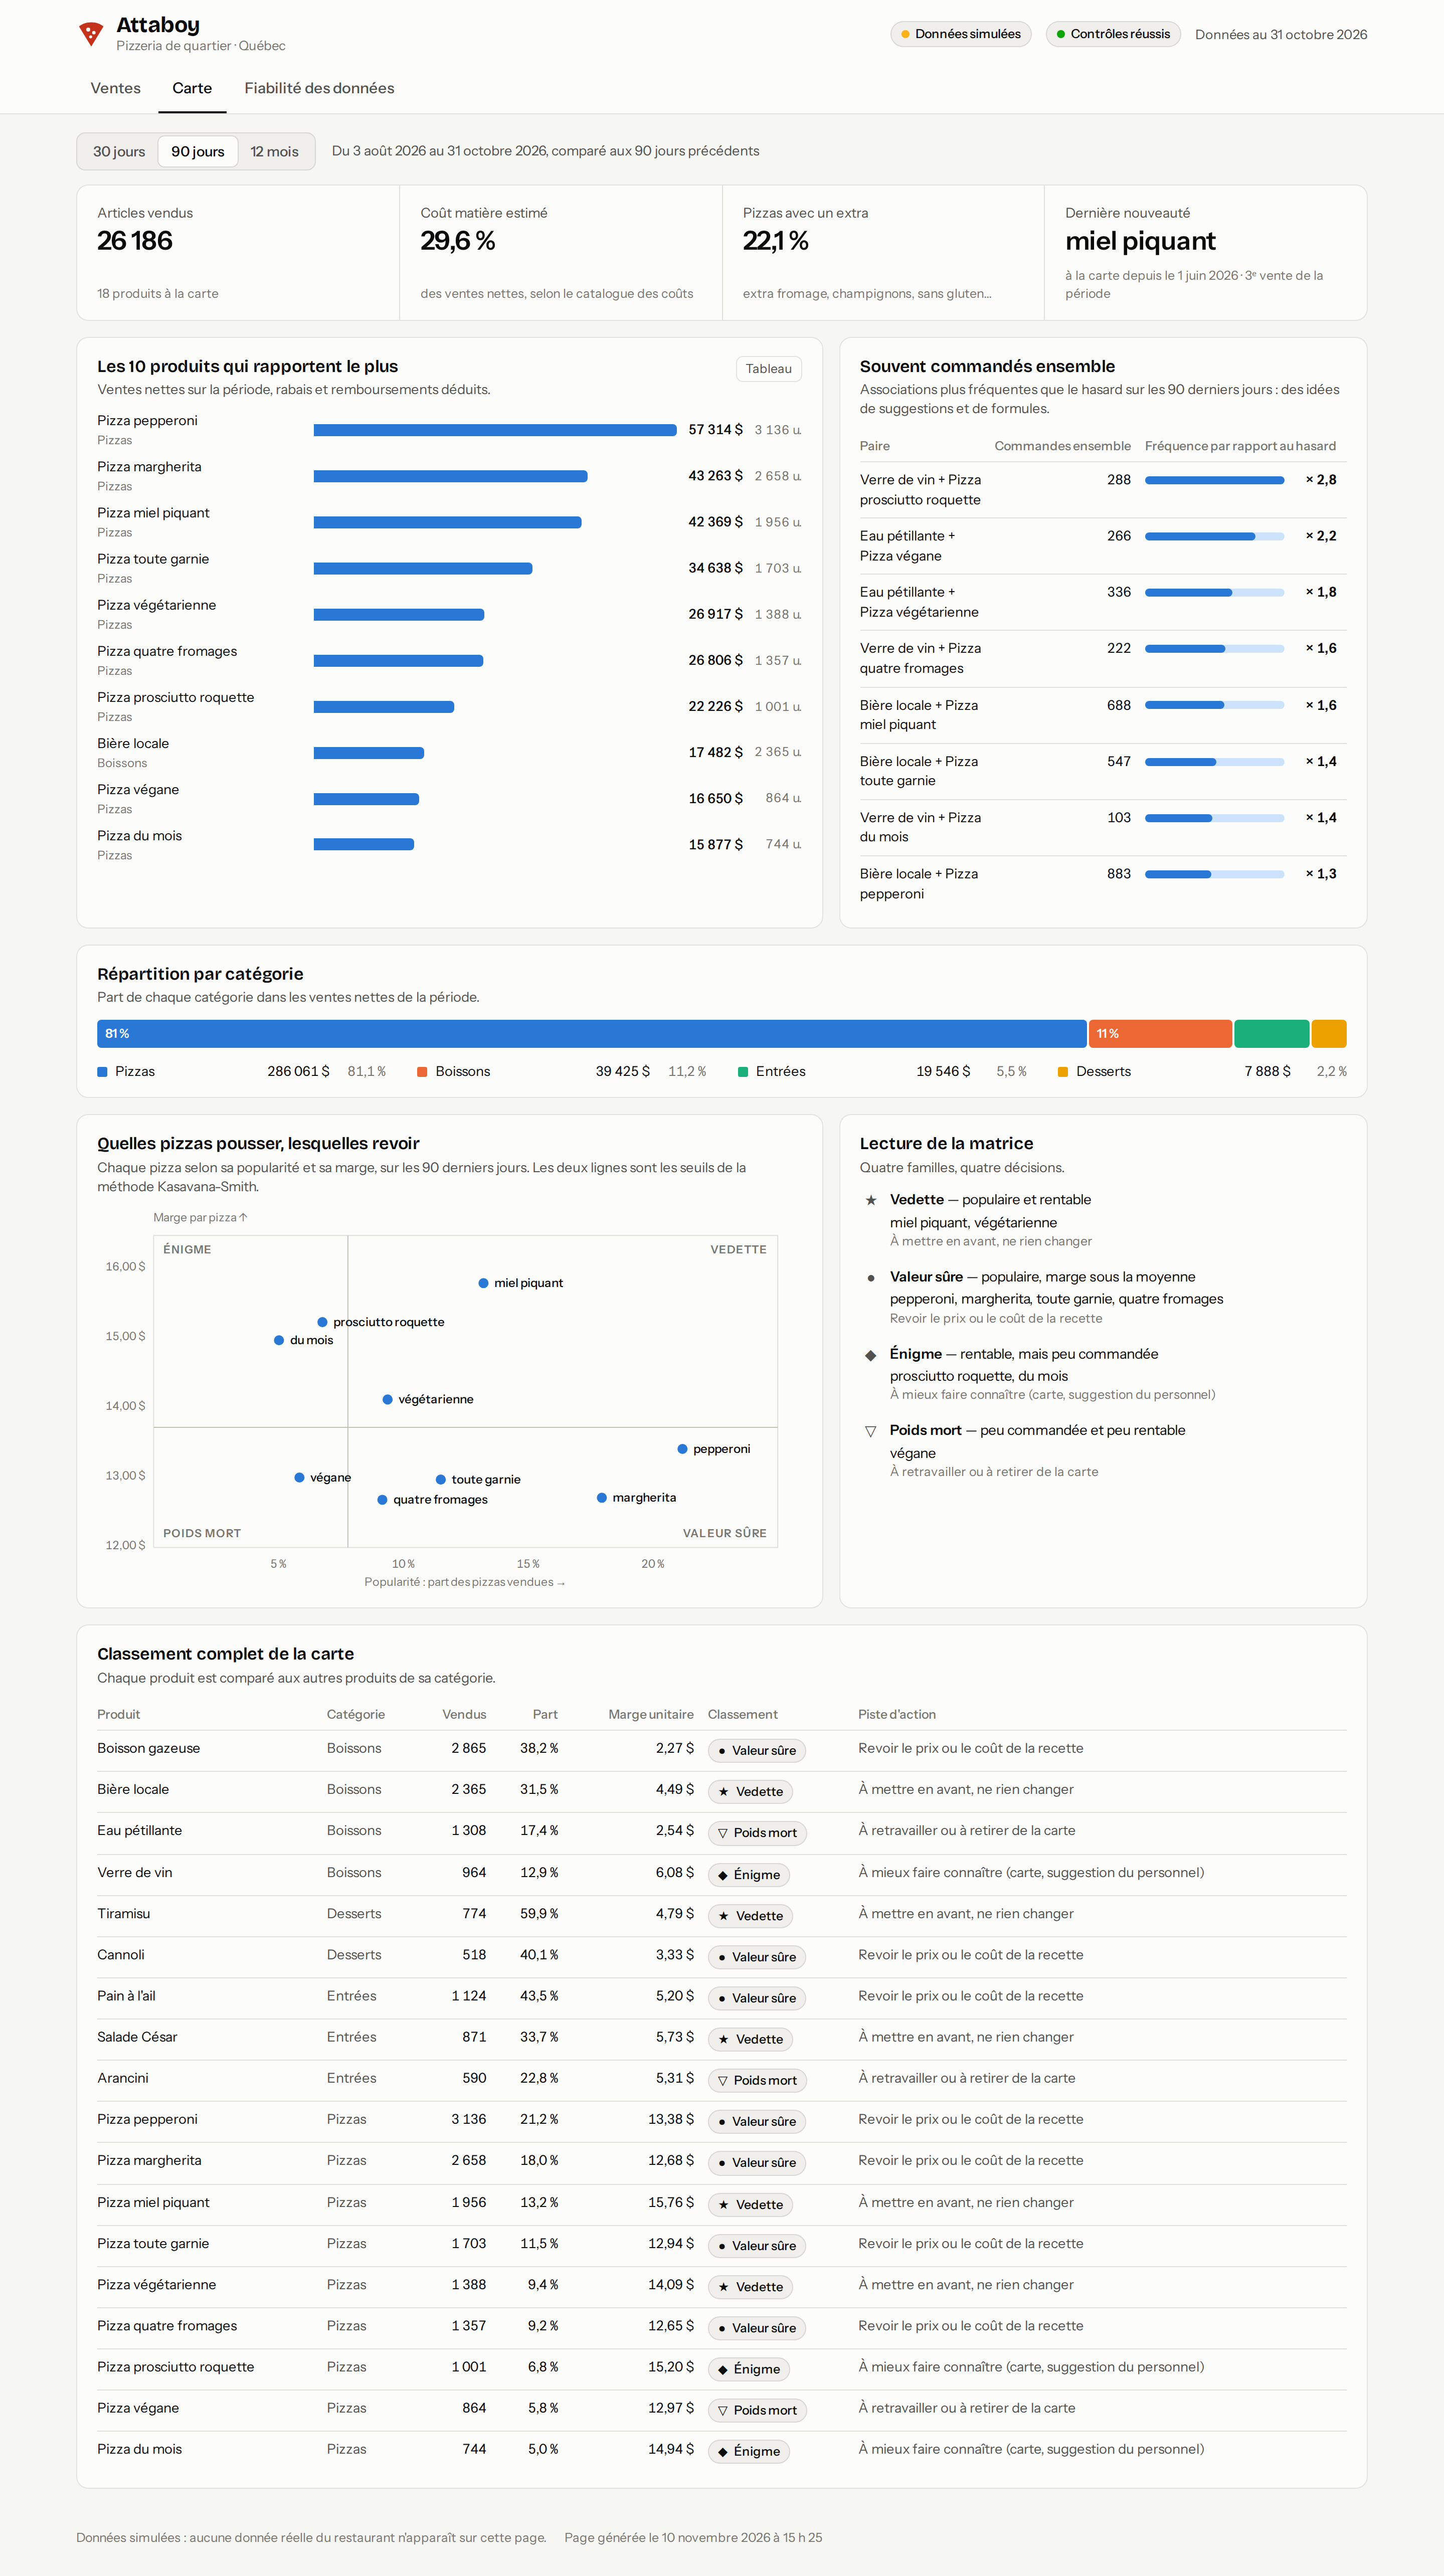 Attaboy
Pizzeria de quartier · Québec
Données simulées
Contrôles réussis
Données au 31 octobre 2026
Ventes
Carte
Fiabilité des données
30 jours
90 jours
12 mois
Du 3 août 2026 au 31 octobre 2026, comparé aux 90 jours précédents
Articles vendus
26 186
18 produits à la carte
Coût matière estimé
29,6 %
des ventes nettes, selon le catalogue des coûts
Pizzas avec un extra
22,1 %
extra fromage, champignons, sans gluten…
Dernière nouveauté
miel piquant
à la carte depuis le 1 juin 2026 · 3ᵉ vente de la
période
Les 10 produits qui rapportent le plus
Tableau
Ventes nettes sur la période, rabais et remboursements déduits.
Pizza pepperoni
Pizzas
57 314 $ 3 136 u.
Pizza margherita
Pizzas
43 263 $ 2 658 u.
Pizza miel piquant
Pizzas
42 369 $ 1 956 u.
Pizza toute garnie
Pizzas
34 638 $ 1 703 u.
Pizza végétarienne
Pizzas
26 917 $ 1 388 u.
Pizza quatre fromages
Pizzas
26 806 $ 1 357 u.
Pizza prosciutto roquette
Pizzas
22 226 $ 1 001 u.
Bière locale
Boissons
17 482 $ 2 365 u.
Pizza végane
Pizzas
16 650 $ 864 u.
Pizza du mois
Pizzas
15 877 $ 744 u.
Souvent commandés ensemble
Associations plus fréquentes que le hasard sur les 90 derniers jours : des idées
de suggestions et de formules.
Paire Commandes ensemble Fréquence par rapport au hasard
Verre de vin + Pizza 288 × 2,8
prosciutto roquette
Eau pétillante + 266 × 2,2
Pizza végane
Eau pétillante + 336 × 1,8
Pizza végétarienne
Verre de vin + Pizza 222 × 1,6
quatre fromages
Bière locale + Pizza 688 × 1,6
miel piquant
Bière locale + Pizza 547 × 1,4
toute garnie
Verre de vin + Pizza 103 × 1,4
du mois
Bière locale + Pizza 883 × 1,3
pepperoni
Répartition par catégorie
Part de chaque catégorie dans les ventes nettes de la période.
81 %
11 %
Pizzas 286 061 $ 81,1 %
Boissons 39 425 $ 11,2 %
Entrées 19 546 $ 5,5 %
Desserts 7 888 $ 2,2 %
Quelles pizzas pousser, lesquelles revoir
Chaque pizza selon sa popularité et sa marge, sur les 90 derniers jours. Les deux lignes sont les seuils de la
méthode Kasavana-Smith.
Marge par pizza ↑
ÉNIGME
VEDETTE
16,00 $
miel piquant
prosciutto roquette
15,00 $
du mois
14,00 $
végétarienne
pepperoni
13,00 $
végane
toute garnie
quatre fromages
margherita
POIDS MORT
VALEUR SÛRE
12,00 $
5 %
10 %
15 %
20 %
Popularité : part des pizzas vendues →
Lecture de la matrice
Quatre familles, quatre décisions.
★ Vedette — populaire et rentable
miel piquant, végétarienne
À mettre en avant, ne rien changer
● Valeur sûre — populaire, marge sous la moyenne
pepperoni, margherita, toute garnie, quatre fromages
Revoir le prix ou le coût de la recette
◆ Énigme — rentable, mais peu commandée
prosciutto roquette, du mois
À mieux faire connaître (carte, suggestion du personnel)
▽ Poids mort — peu commandée et peu rentable
végane
À retravailler ou à retirer de la carte
Classement complet de la carte
Chaque produit est comparé aux autres produits de sa catégorie.
Produit Catégorie Vendus Part Marge unitaire Classement Piste d'action
Boisson gazeuse Boissons 2 865 38,2 % 2,27 $ ● Valeur sûre Revoir le prix ou le coût de la recette
Bière locale Boissons 2 365 31,5 % 4,49 $ ★ Vedette À mettre en avant, ne rien changer
Eau pétillante Boissons 1 308 17,4 % 2,54 $ ▽ Poids mort À retravailler ou à retirer de la carte
Verre de vin Boissons 964 12,9 % 6,08 $ ◆ Énigme À mieux faire connaître (carte, suggestion du personnel)
Tiramisu Desserts 774 59,9 % 4,79 $ ★ Vedette À mettre en avant, ne rien changer
Cannoli Desserts 518 40,1 % 3,33 $ ● Valeur sûre Revoir le prix ou le coût de la recette
Pain à l'ail Entrées 1 124 43,5 % 5,20 $ ● Valeur sûre Revoir le prix ou le coût de la recette
Salade César Entrées 871 33,7 % 5,73 $ ★ Vedette À mettre en avant, ne rien changer
Arancini Entrées 590 22,8 % 5,31 $ ▽ Poids mort À retravailler ou à retirer de la carte
Pizza pepperoni Pizzas 3 136 21,2 % 13,38 $ ● Valeur sûre Revoir le prix ou le coût de la recette
Pizza margherita Pizzas 2 658 18,0 % 12,68 $ ● Valeur sûre Revoir le prix ou le coût de la recette
Pizza miel piquant Pizzas 1 956 13,2 % 15,76 $ ★ Vedette À mettre en avant, ne rien changer
Pizza toute garnie Pizzas 1 703 11,5 % 12,94 $ ● Valeur sûre Revoir le prix ou le coût de la recette
Pizza végétarienne Pizzas 1 388 9,4 % 14,09 $ ★ Vedette À mettre en avant, ne rien changer
Pizza quatre fromages Pizzas 1 357 9,2 % 12,65 $ ● Valeur sûre Revoir le prix ou le coût de la recette
Pizza prosciutto roquette Pizzas 1 001 6,8 % 15,20 $ ◆ Énigme À mieux faire connaître (carte, suggestion du personnel)
Pizza végane Pizzas 864 5,8 % 12,97 $ ▽ Poids mort À retravailler ou à retirer de la carte
Pizza du mois Pizzas 744 5,0 % 14,94 $ ◆ Énigme À mieux faire connaître (carte, suggestion du personnel)
Données simulées : aucune donnée réelle du restaurant n'apparaît sur cette page. Page générée le 10 novembre 2026 à 15 h 25